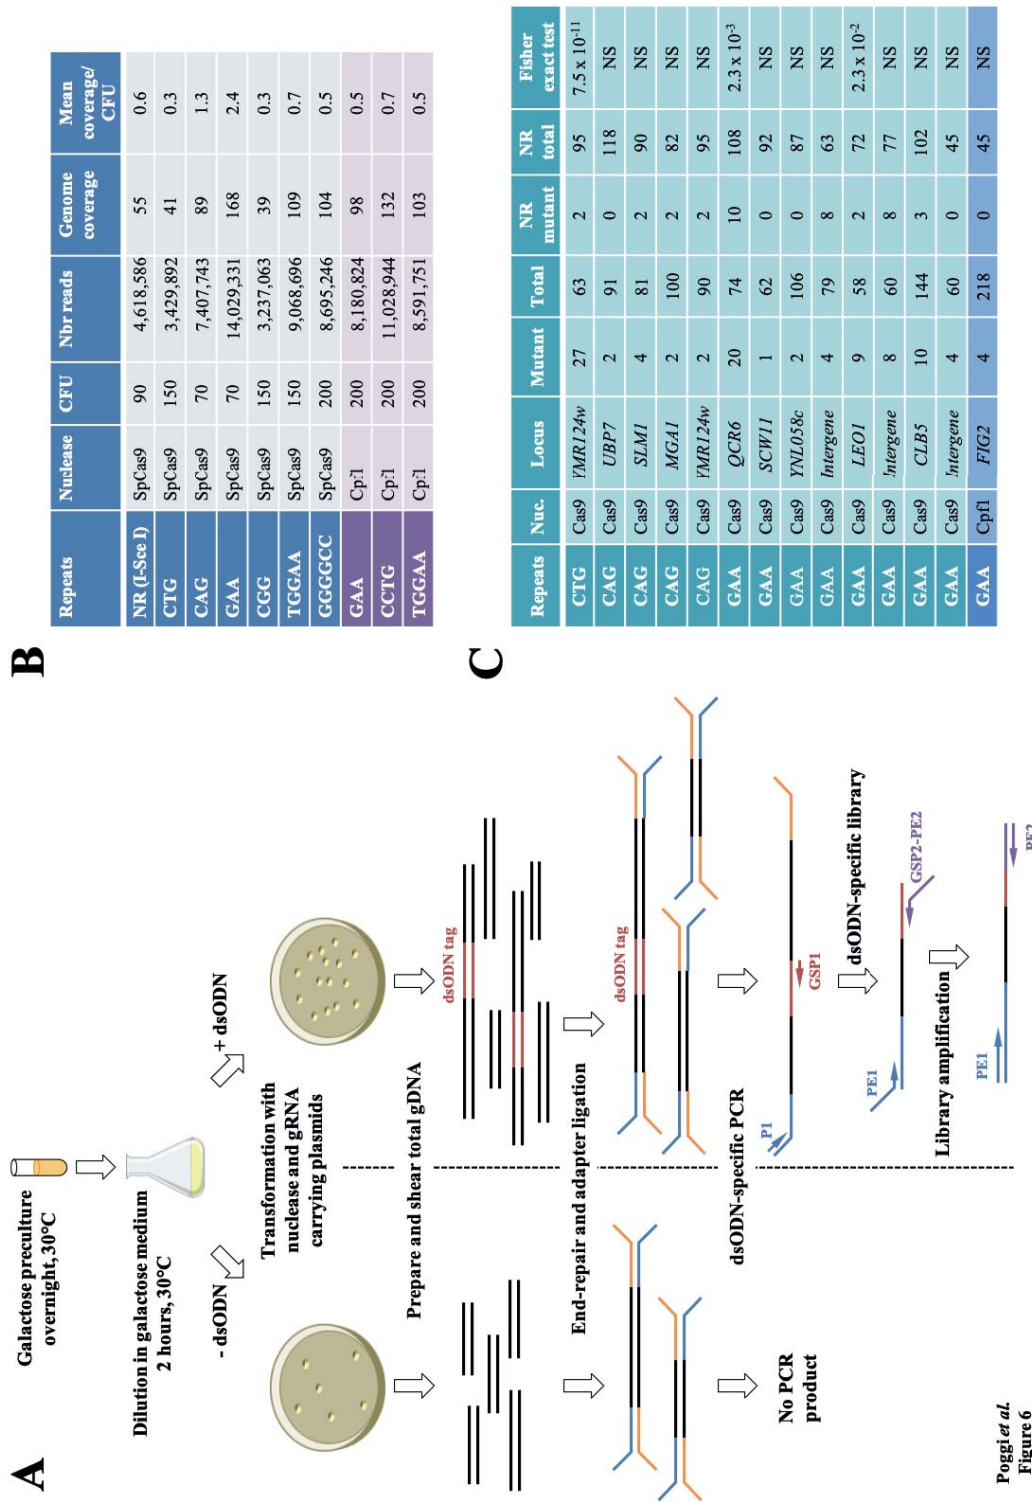 A
Galactose preculture
overnight, 30°C
Dilution in galactose medium
2 hours, 30°C
- dsODN
+ dsODN
Transformation with
nuclease and gRNA
carrying plasmids
Prepare and shear total gDNA
dsODN tag
End-repair and adapter ligation
dsODN tag
dsODN-specific PCR
No PCR
product
P1
GSP1
dsODN-specific library
PE1
GSP2-PE2
Library amplification
PE1
PE2
Poggi et al.
Figure 6
B
Repeats Nuclease CFU Nbr reads Genome coverage Mean coverage/ CFU
NR (I-Sce I) SpCas9 90 4,618,586 55 0.6
CTG SpCas9 150 3,429,892 41 0.3
CAG SpCas9 70 7,407,743 89 1.3
GAA SpCas9 70 14,029,331 168 2.4
CGG SpCas9 150 3,237,063 39 0.3
TGGAA SpCas9 150 9,068,696 109 0.7
GGGGCC SpCas9 200 8,695,246 104 0.5
GAA Cpf1 200 8,180,824 98 0.5
CCTG Cpf1 200 11,028,944 132 0.7
TGGAA Cpf1 200 8,591,751 103 0.5
C
Repeats Nuc. Locus Mutant Total NR mutant NR total Fisher exact test
CTG Cas9 YMR124w 27 63 2 95 7.5 x 10-11
CAG Cas9 UBP7 2 91 0 118 NS
CAG Cas9 SLM1 4 81 2 90 NS
CAG Cas9 MGA1 2 100 2 82 NS
CAG Cas9 YMR124w 2 90 2 95 NS
GAA Cas9 QCR6 20 74 10 108 2.3 x 10-3
GAA Cas9 SCW11 1 62 0 92 NS
GAA Cas9 YNL058c 2 106 0 87 NS
GAA Cas9 Intergene 4 79 8 63 NS
GAA Cas9 LEO1 9 58 2 72 2.3 x 10-2
GAA Cas9 Intergene 8 60 8 77 NS
GAA Cas9 CLB5 10 144 3 102 NS
GAA Cas9 Intergene 4 60 0 45 NS
GAA Cpf1 FIG2 4 218 0 45 NS